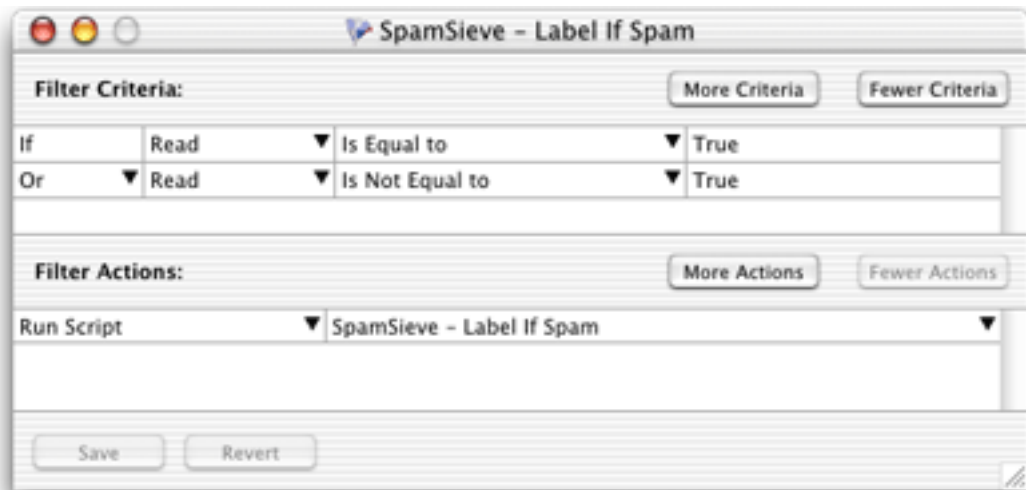 SpamSieve – Label If Spam
Filter Criteria: More Criteria Fewer Criteria
If Read Is Equal to True
Or Read Is Not Equal to True
Filter Actions: More Actions Fewer Actions
Run Script SpamSieve – Label If Spam
Save Revert